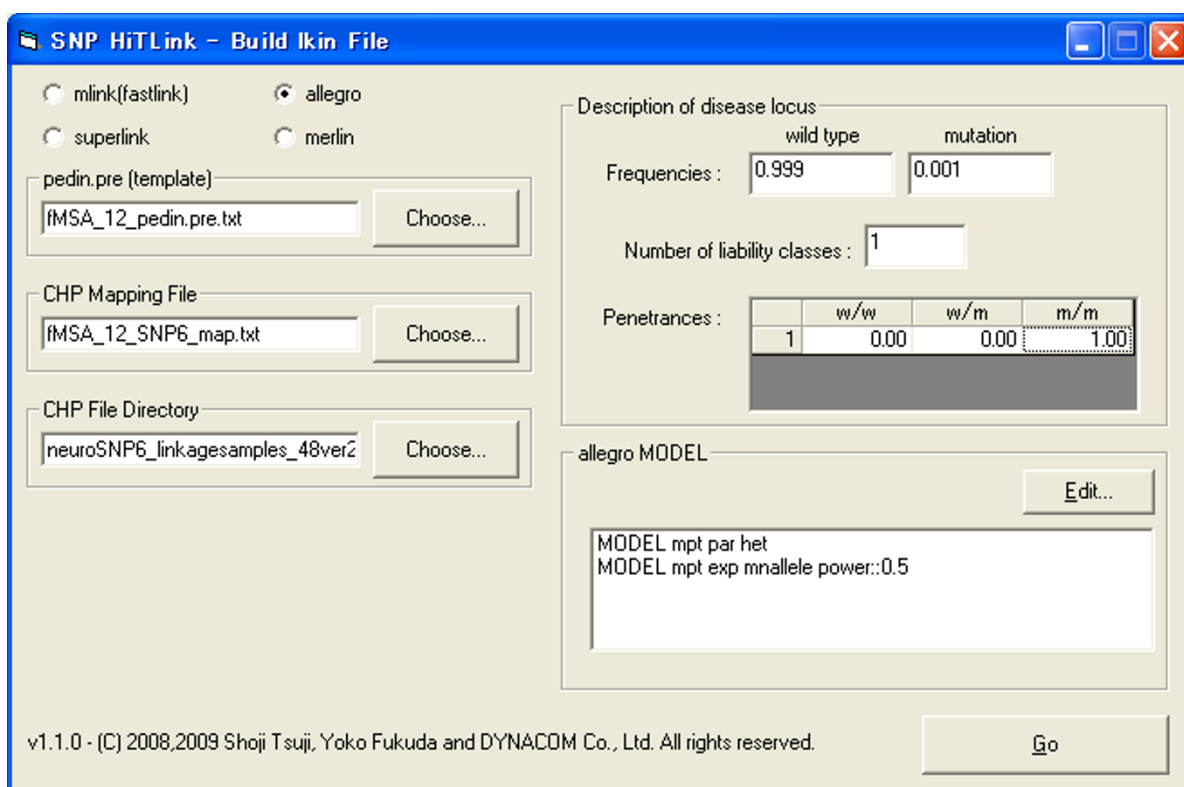 SNP HiTLink - Build lkin File
mlink(fastlink)
allegro
superlink
merlin
pedin.pre (template)
fMSA_12_pedin.pre.txt
Choose...
CHP Mapping File
fMSA_12_SNP6_map.txt
Choose...
CHP File Directory
neuroSNP6_linkagesamples_48ver2
Choose...
Description of disease locus
wild type mutation
Frequencies : 0.999 0.001
Number of liability classes : 1
Penetrances :
w/w w/m m/m
1 0.00 0.00 1.00
allegro MODEL
Edit...
MODEL mpt par het
MODEL mpt exp mnallele power::0.5
v1.1.0 - (C) 2008,2009 Shoji Tsuji, Yoko Fukuda and DYNACOM Co., Ltd. All rights reserved.
Go